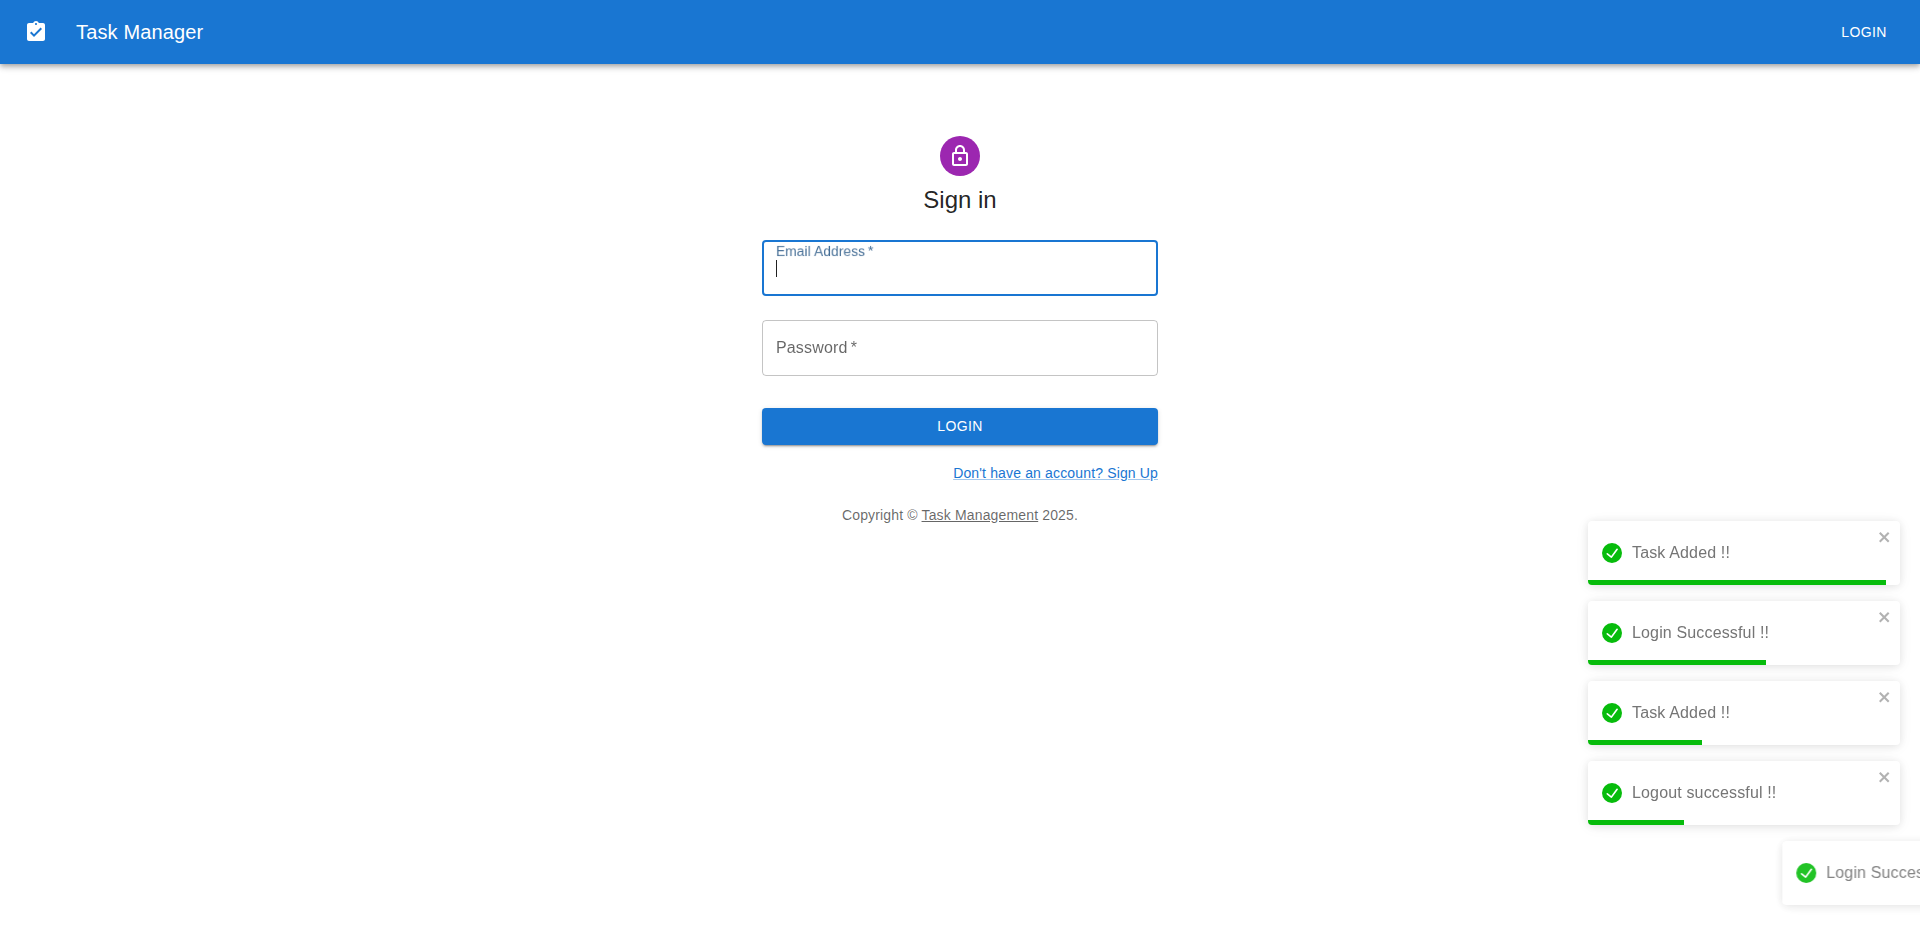 Task Manager
LOGIN
Sign in
Email Address *
Password *
LOGIN
Don't have an account? Sign Up
Copyright © Task Management 2025.
Task Added !!
Login Successful !!
Task Added !!
Logout successful !!
Login Succes